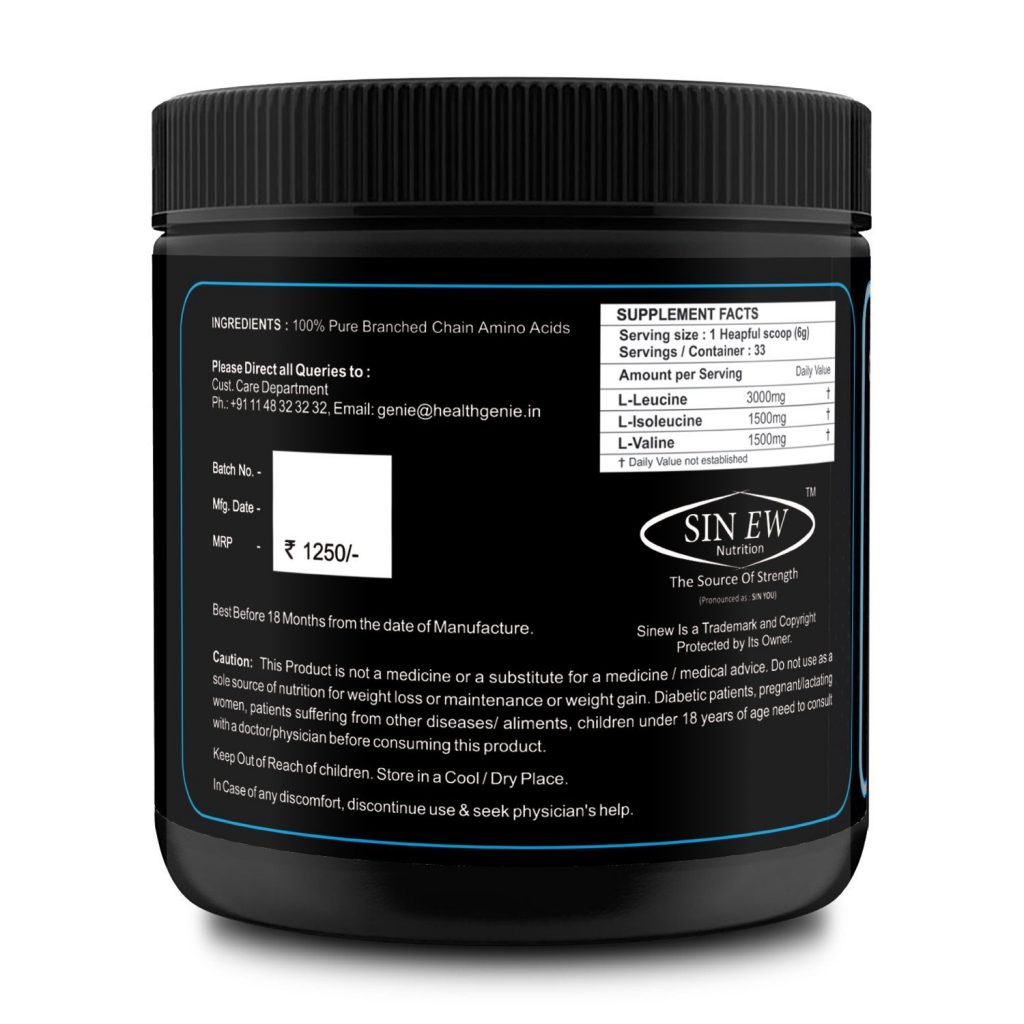 INGREDIENTS : 100% Pure Branched Chain Amino Acids
Please Direct all Queries to :
Cust. Care Department
Ph.: +91 11 48 32 32 32, Email: genie@healthgenie.in
Batch No. -
Mfg. Date -
MRP - ₹ 1250/-
SUPPLEMENT FACTS
Serving size : 1 Heapful scoop (6g)
Servings / Container : 33
Amount per Serving Daily Value
L-Leucine 3000mg †
L-Isoleucine 1500mg †
L-Valine 1500mg †
† Daily Value not established
TM
SIN EW
Nutrition
The Source Of Strength
(Pronounced as : SIN YOU)
Sinew Is a Trademark and Copyright
Protected by Its Owner.
Best Before 18 Months from the date of Manufacture.
Caution: This Product is not a medicine or a substitute for a medicine / medical advice. Do not use as a
sole source of nutrition for weight loss or maintenance or weight gain. Diabetic patients, pregnant/lactating
women, patients suffering from other diseases/ aliments, children under 18 years of age need to consult
with a doctor/physician before consuming this product.
Keep Out of Reach of children. Store in a Cool / Dry Place.
In Case of any discomfort, discontinue use & seek physician's help.